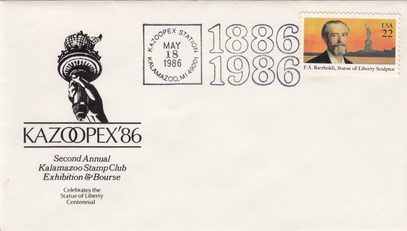 KAZOOPEX STATION
MAY
18
1986
KALAMAZOO, MI 49001
1886
1986
USA
22
F.A. Bartholdi, Statue of Liberty Sculptor
KAZOOPEX'86
Second Annual
Kalamazoo Stamp Club
Exhibition & Bourse
Celebrates the
Statue of Liberty
Centennial